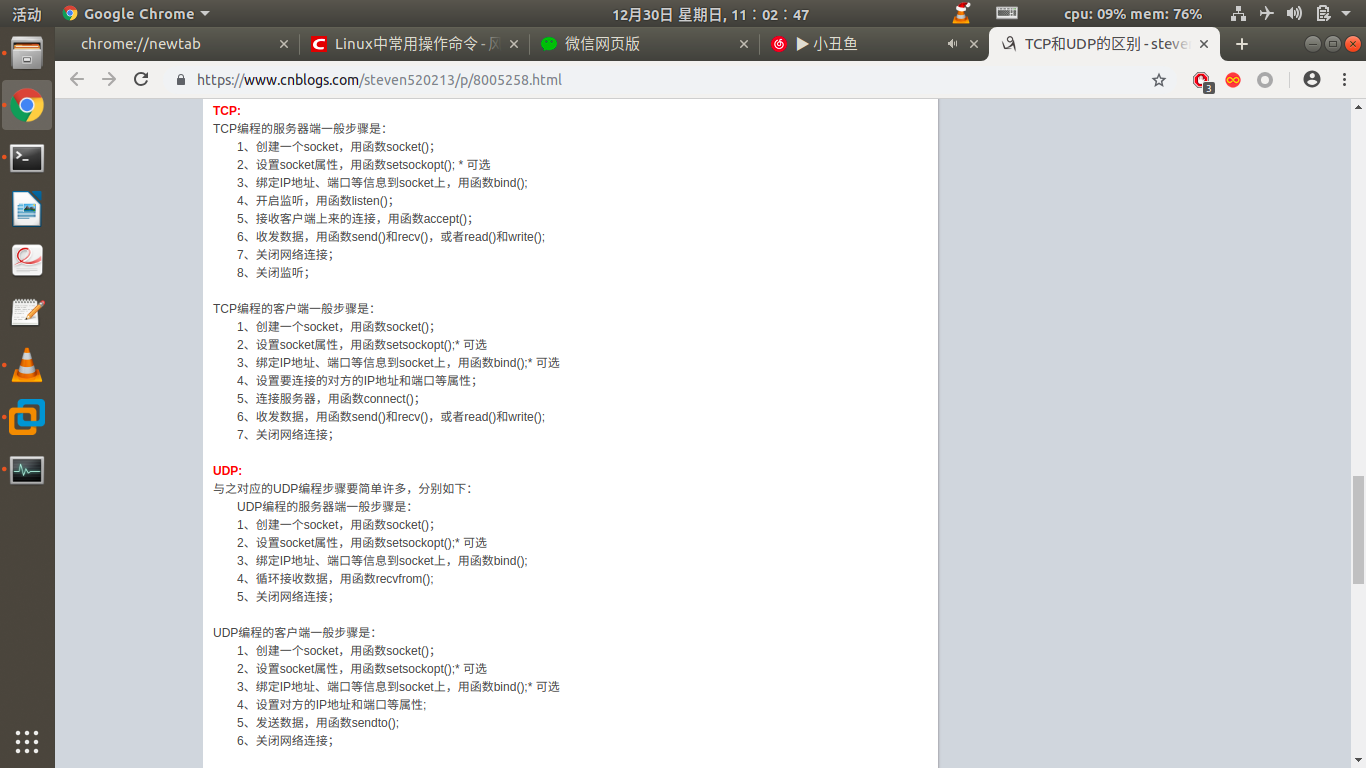 活动
Google Chrome
12月30日 星期日, 11：02：47
cpu: 09% mem: 76%
chrome://newtab
Linux中常用操作命令 -
微信网页版
▶ 小丑鱼
TCP和UDP的区别 - steve
https://www.cnblogs.com/steven520213/p/8005258.html
3
TCP:
TCP编程的服务器端一般步骤是：
1、创建一个socket，用函数socket()；
2、设置socket属性，用函数setsockopt(); * 可选
3、绑定IP地址、端口等信息到socket上，用函数bind();
4、开启监听，用函数listen()；
5、接收客户端上来的连接，用函数accept()；
6、收发数据，用函数send()和recv()，或者read()和write();
7、关闭网络连接；
8、关闭监听；
TCP编程的客户端一般步骤是：
1、创建一个socket，用函数socket()；
2、设置socket属性，用函数setsockopt();* 可选
3、绑定IP地址、端口等信息到socket上，用函数bind();* 可选
4、设置要连接的对方的IP地址和端口等属性；
5、连接服务器，用函数connect()；
6、收发数据，用函数send()和recv()，或者read()和write();
7、关闭网络连接；
UDP:
与之对应的UDP编程步骤要简单许多，分别如下：
UDP编程的服务器端一般步骤是：
1、创建一个socket，用函数socket()；
2、设置socket属性，用函数setsockopt();* 可选
3、绑定IP地址、端口等信息到socket上，用函数bind();
4、循环接收数据，用函数recvfrom();
5、关闭网络连接；
UDP编程的客户端一般步骤是：
1、创建一个socket，用函数socket()；
2、设置socket属性，用函数setsockopt();* 可选
3、绑定IP地址、端口等信息到socket上，用函数bind();* 可选
4、设置对方的IP地址和端口等属性;
5、发送数据，用函数sendto();
6、关闭网络连接；